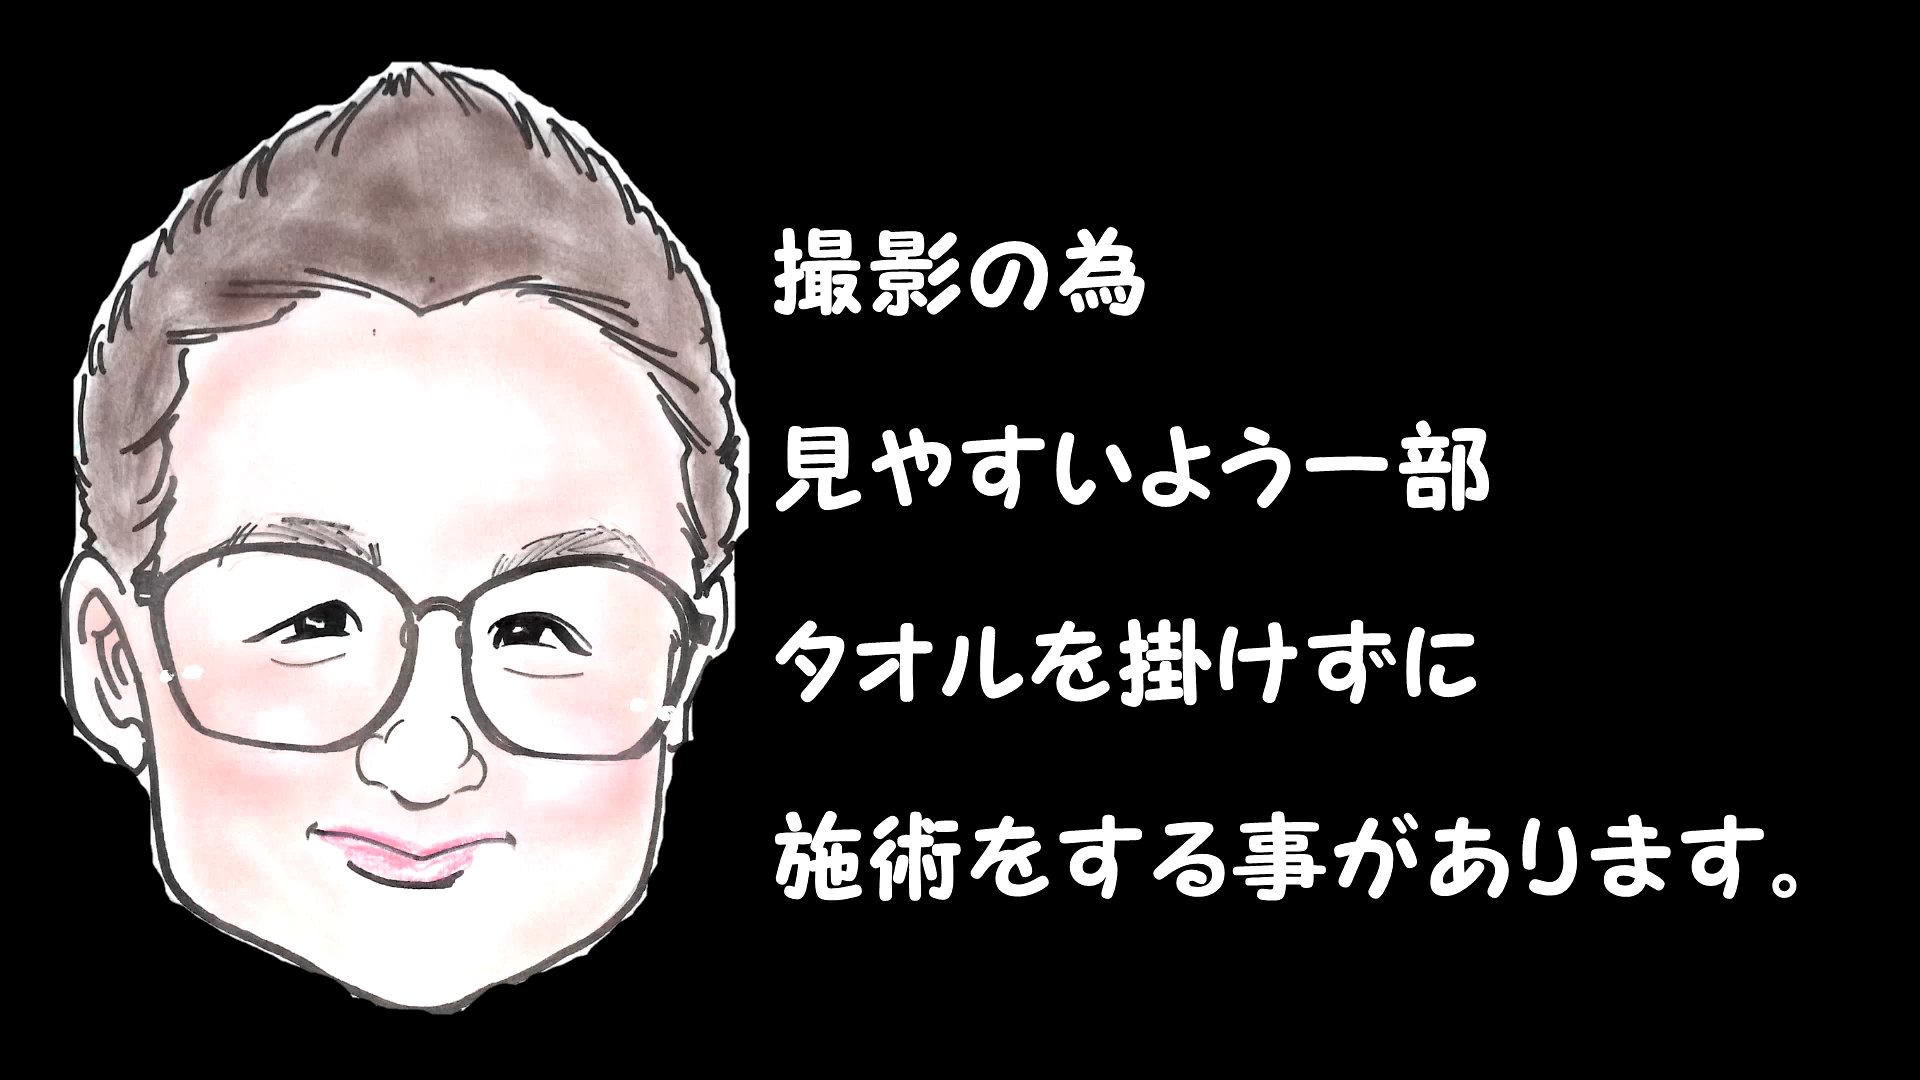 撮影の為
見やすいよう一部
タオルを掛けずに
施術をする事があります。